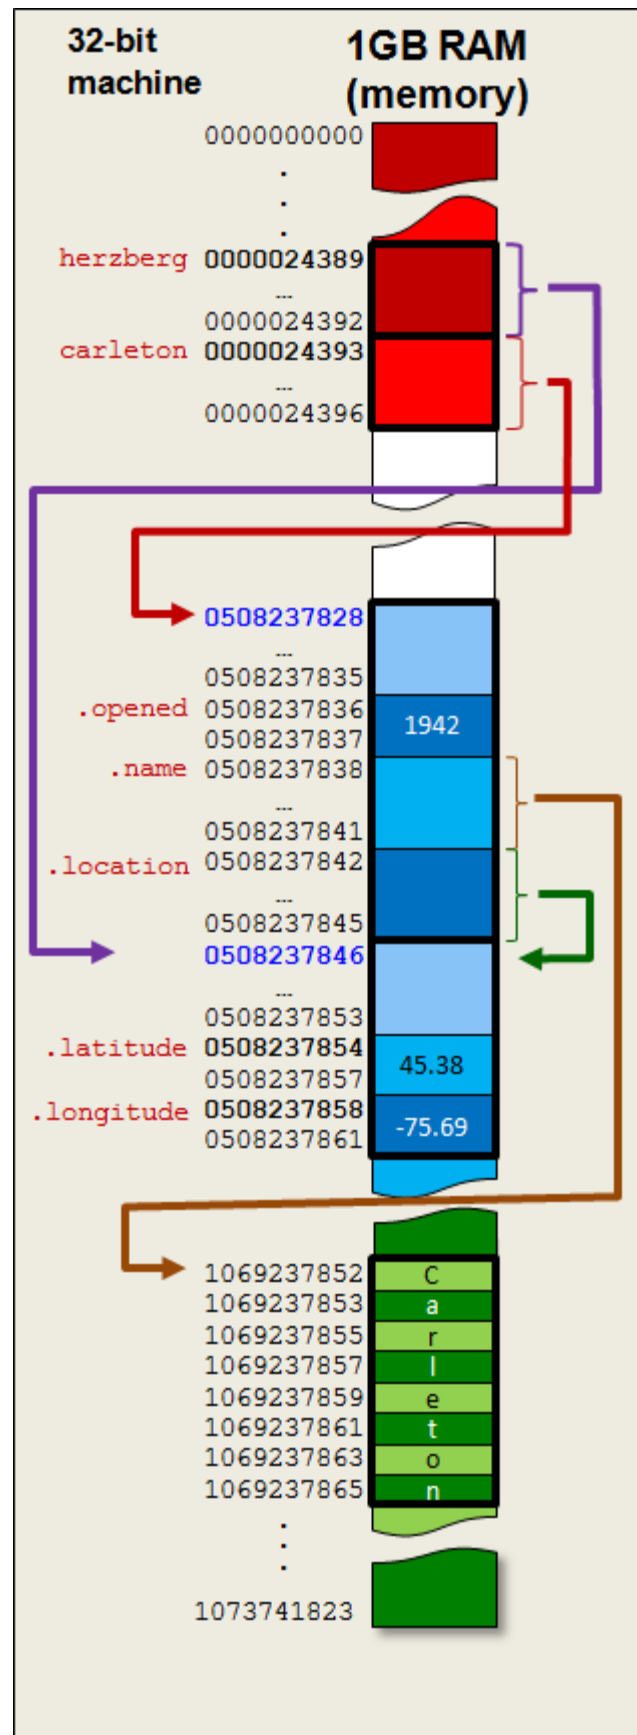 32-bit 1GB RAM
machine (memory)
0000000000
.
.
.
herzberg 0000024389
...
0000024392
carleton 0000024393
...
0000024396
0508237828
...
0508237835
.opened 0508237836
1942
0508237837
.name 0508237838
...
0508237841
.location 0508237842
...
0508237845
0508237846
...
0508237853
.latitude 0508237854
45.38
0508237857
.longitude 0508237858
-75.69
0508237861
1069237852 C
1069237853 a
1069237855 r
1069237857 l
1069237859 e
1069237861 t
1069237863 o
1069237865 n
.
.
.
1073741823